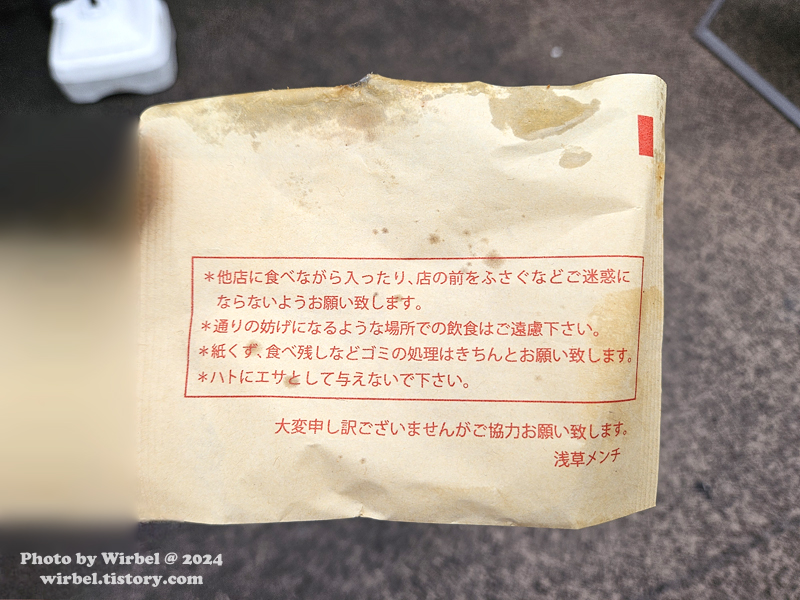 ＊他店に食べながら入ったり、店の前をふさぐなどご迷惑に
ならないようお願い致します。
＊通りの妨げになるような場所での飲食はご遠慮下さい。
＊紙くず、食べ残しなどゴミの処理はきちんとお願い致します。
＊ハトにエサとして与えないで下さい。
大変申し訳ございませんがご協力お願い致します。
浅草メンチ
Photo by Wirbel @ 2024
wirbel.tistory.com